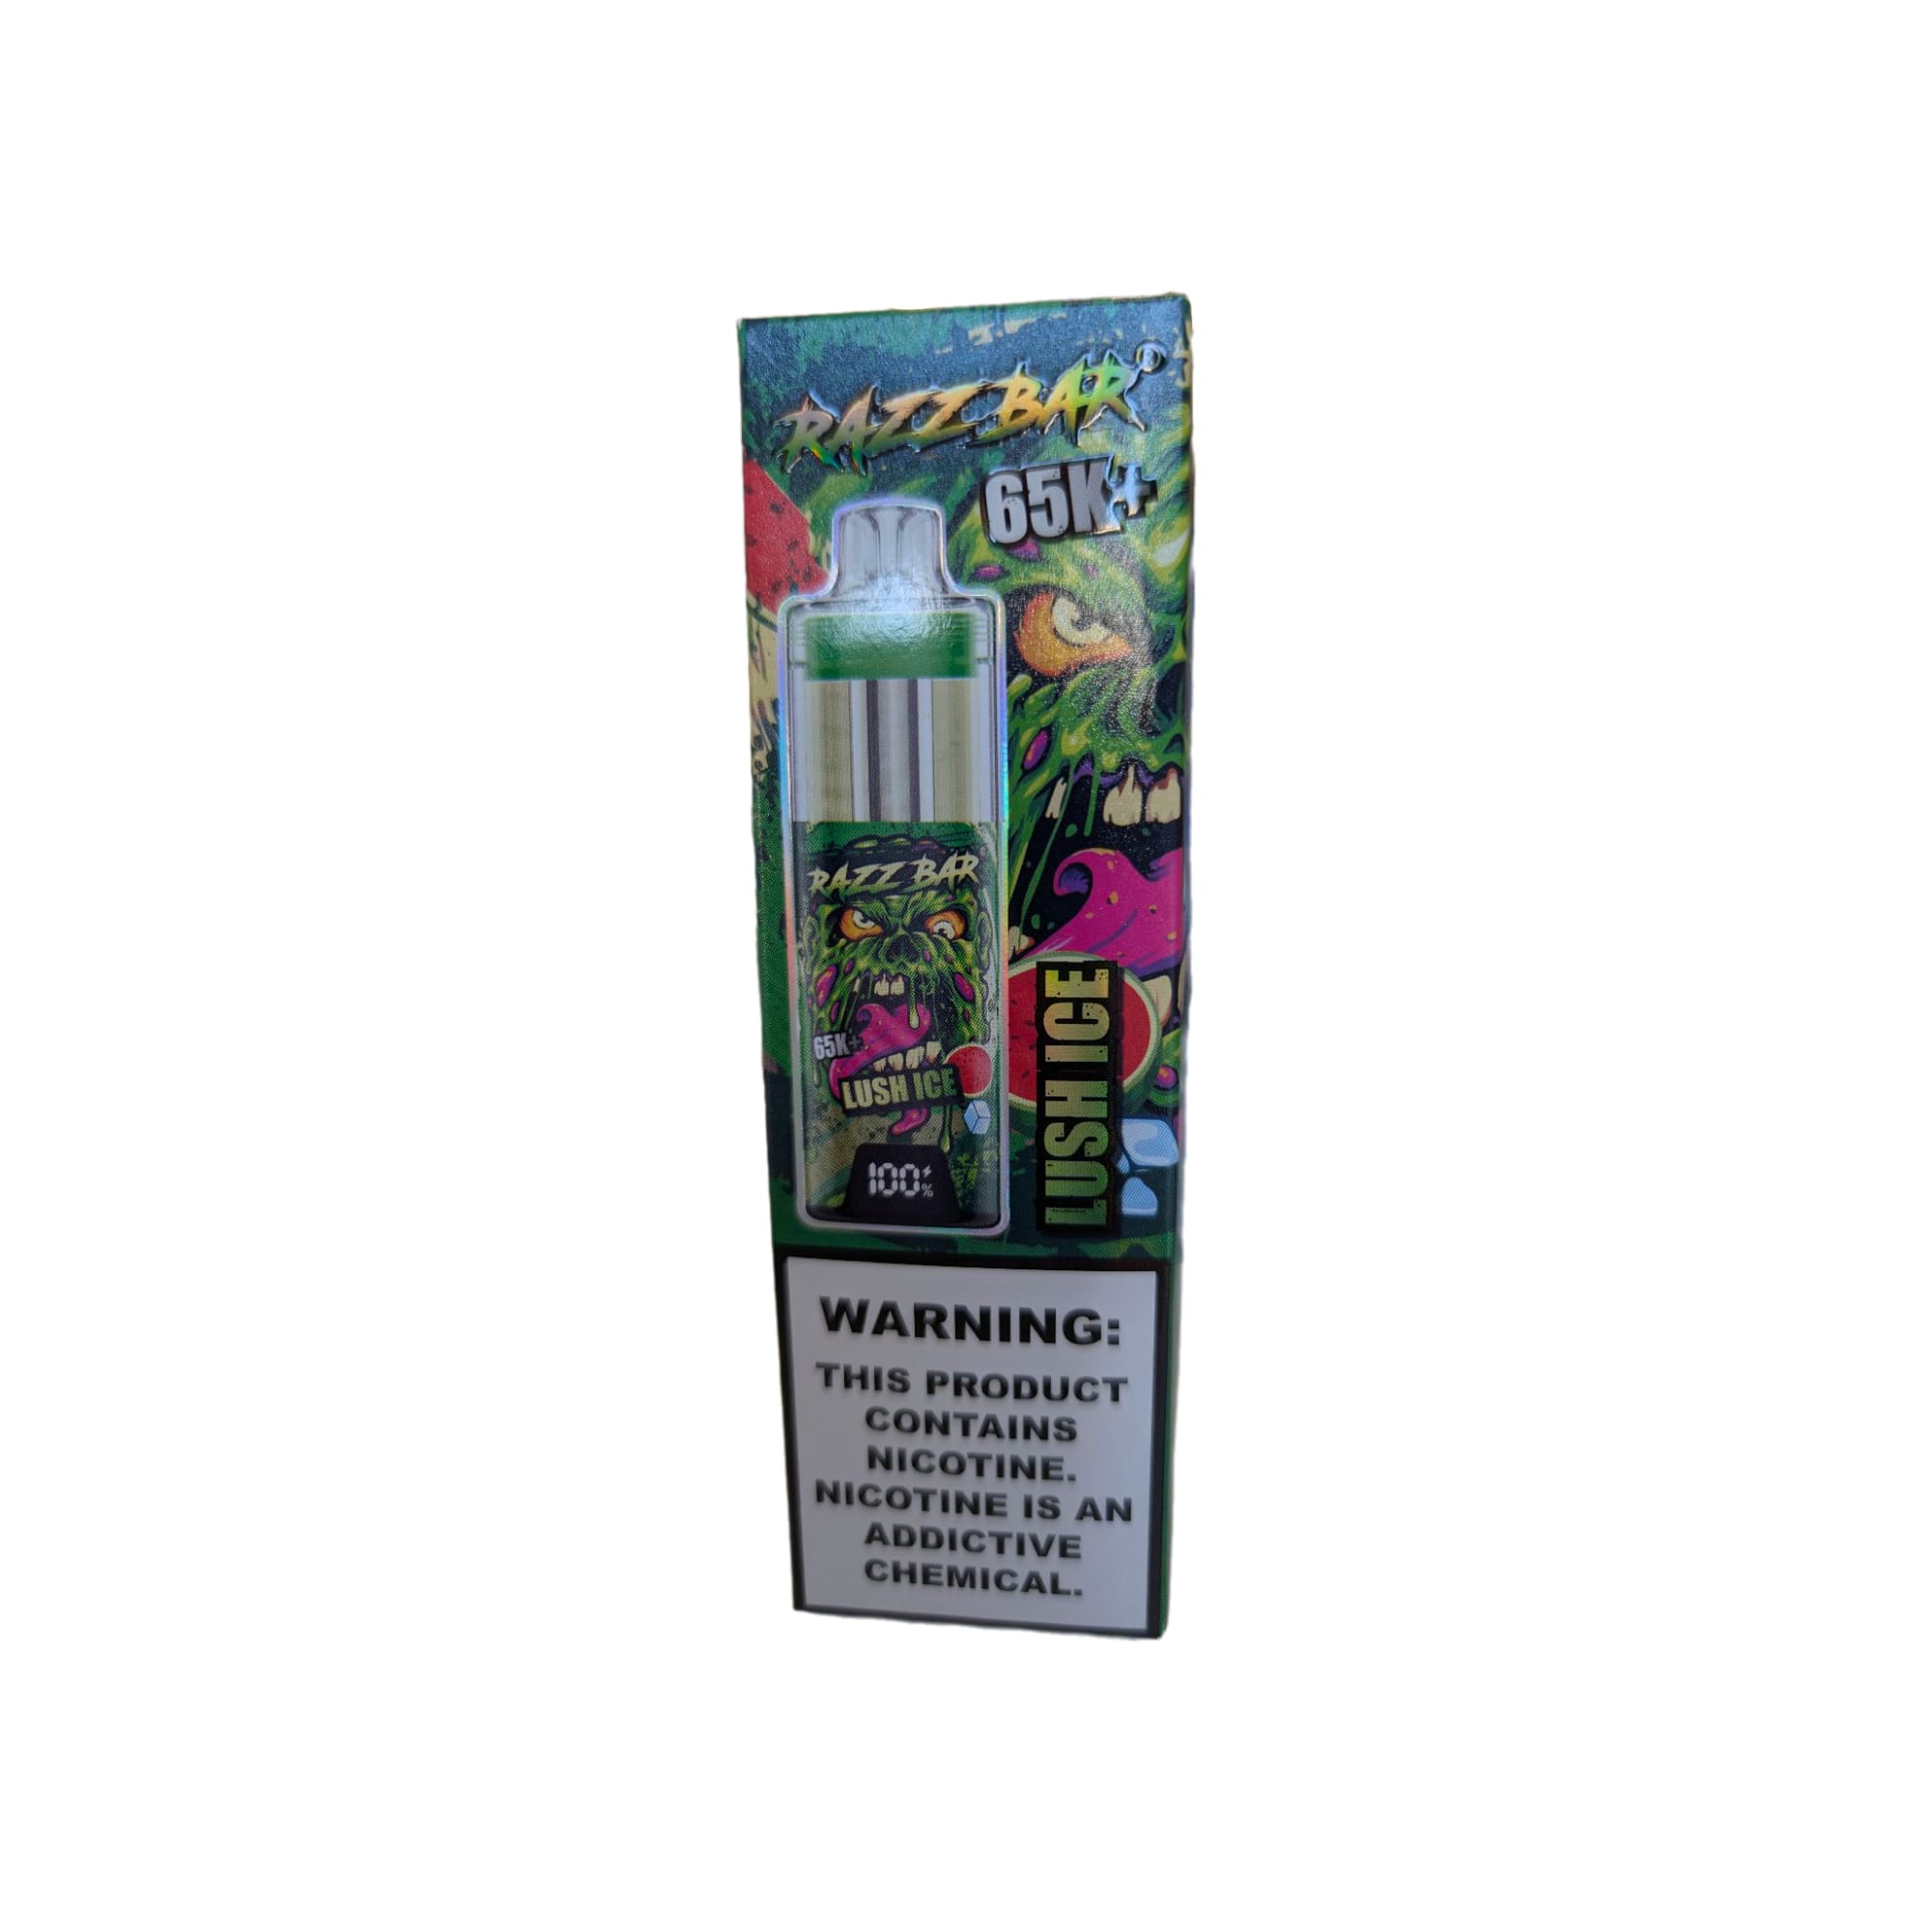 RAZZ BAR®
65K+
RAZZ BAR
65K+
LUSH ICE
100%
LUSH ICE
WARNING:
THIS PRODUCT
CONTAINS
NICOTINE.
NICOTINE IS AN
ADDICTIVE
CHEMICAL.